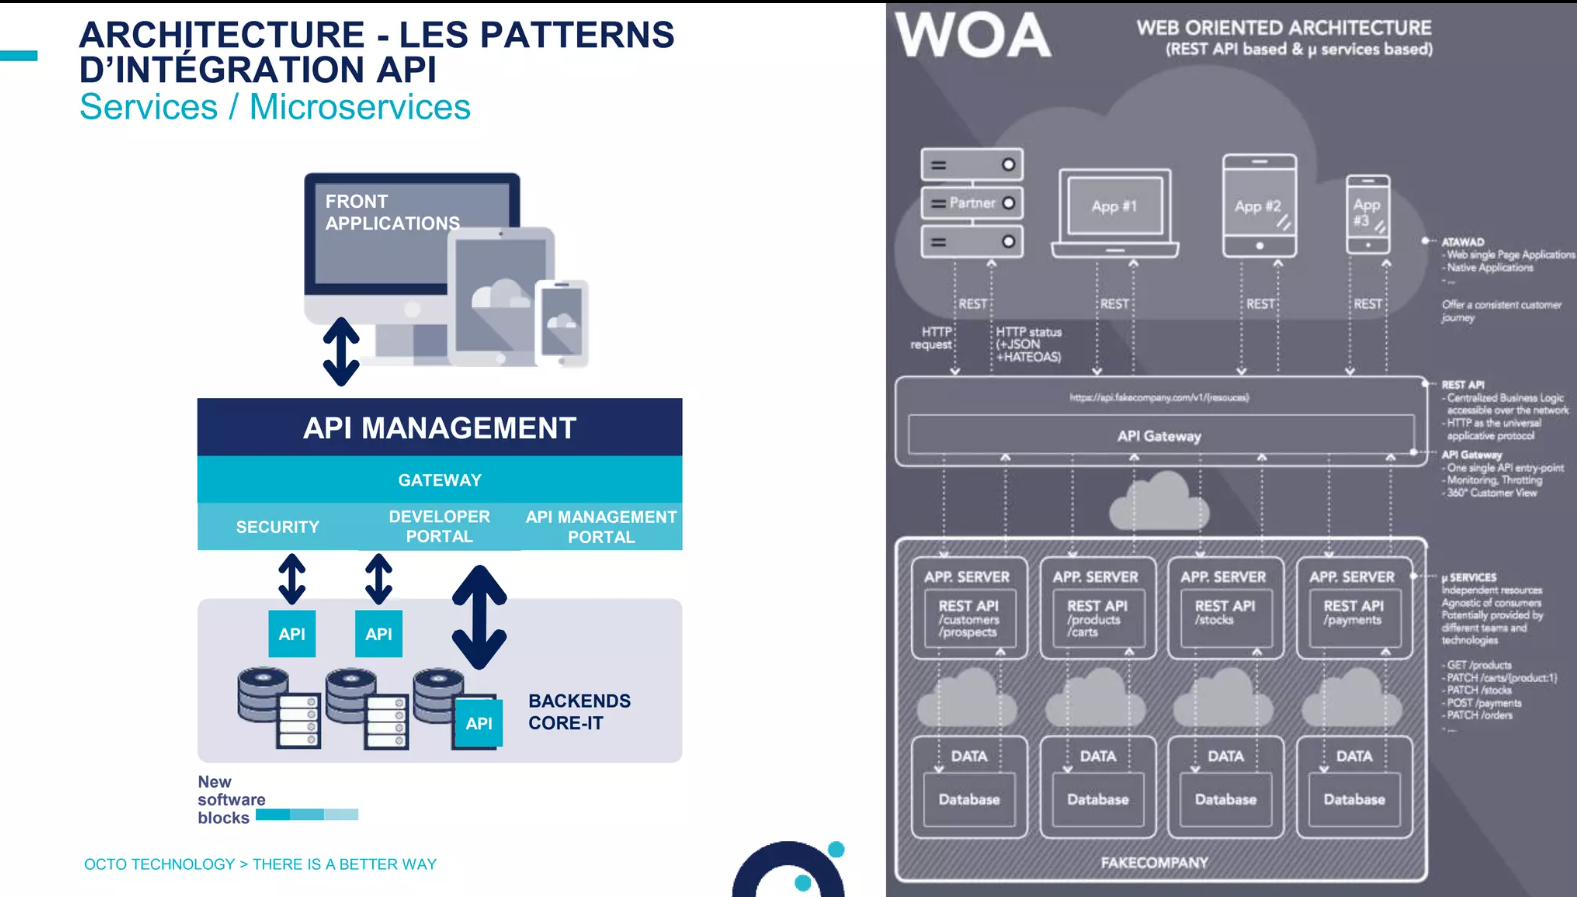 ARCHITECTURE - LES PATTERNS
D'INTÉGRATION API
Services / Microservices
FRONT
APPLICATIONS
API MANAGEMENT
GATEWAY
SECURITY
DEVELOPER
PORTAL
API MANAGEMENT
PORTAL
API
API
API
BACKENDS
CORE-IT
New
software
blocks
OCTO TECHNOLOGY > THERE IS A BETTER WAY
WOA
WEB ORIENTED ARCHITECTURE
(REST API based & µ services based)
Partner
App #1
App #2
App
#3
ATAWAD
- Web single Page Applications
- Native Applications
- ...
Offer a consistent customer
journey
REST
REST
REST
REST
HTTP
request
HTTP status
(+JSON
+HATEOAS)
https://api.fakecompany.com/v1/{resouces}
API Gateway
REST API
- Centralized Business Logic
accessible over the network
- HTTP as the universal
applicative protocol
API Gateway
- One single API entry-point
- Monitoring, Throtting
- 360° Customer View
APP. SERVER
REST API
/customers
/prospects
APP. SERVER
REST API
/products
/carts
APP. SERVER
REST API
/stocks
APP. SERVER
REST API
/payments
µ SERVICES
Independent resources
Agnostic of consumers
Potentially provided by
different teams and
technologies
- GET /products
- PATCH /carts/{product:1}
- PATCH /stocks
- POST /payments
- PATCH /orders
- ...
DATA
Database
DATA
Database
DATA
Database
DATA
Database
FAKECOMPANY